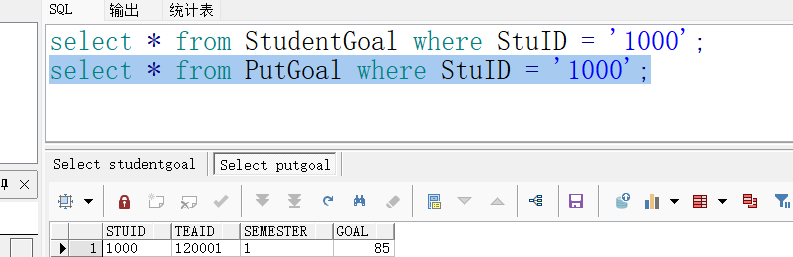 SQL 输出 统计表
select * from StudentGoal where StuID = '1000';
select * from PutGoal where StuID = '1000';
Select studentgoal Select putgoal
STUID TEAID SEMESTER GOAL
1 1000 120001 1 85